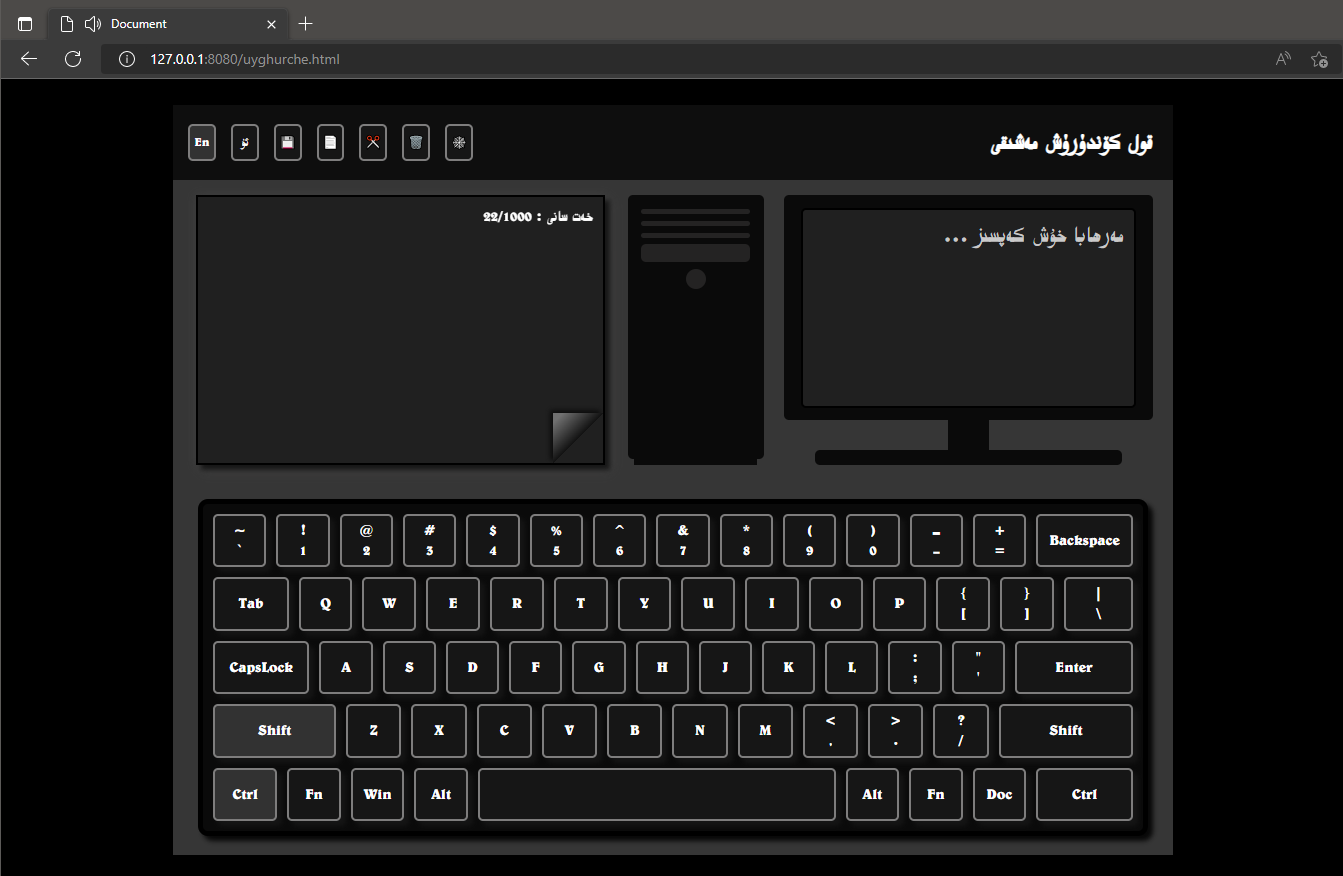 Document
127.0.0.1:8080/uyghurche.html
En ئۇ
قول كۆندۈرۈش مەشىقى
خەت سانى : 22/1000
مەرھابا خۇش كەپسىز ...
~ ! @ # $ % ^ & * ( ) _ +
` 1 2 3 4 5 6 7 8 9 0 - = Backspace
Tab Q W E R T Y U I O P { [ } ] | \
CapsLock A S D F G H J K L : ; " ' Enter
Shift Z X C V B N M < , > . ? / Shift
Ctrl Fn Win Alt Alt Fn Doc Ctrl